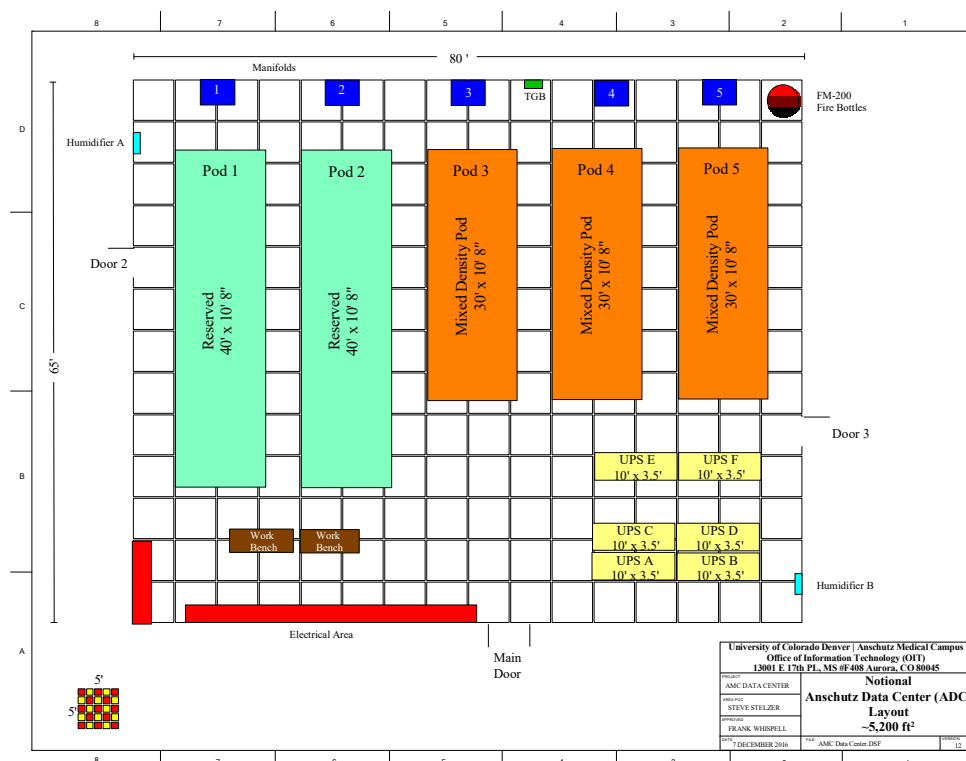 8 7 6 5 4 3 2 1
80 '
Manifolds
1 2 3 4 5
TGB
FM-200
Fire Bottles
D
Humidifier A
Pod 1
Pod 2
Pod 3
Pod 4
Pod 5
Door 2
Reserved
40' x 10' 8"
Reserved
40' x 10' 8"
Mixed Density Pod
30' x 10' 8"
Mixed Density Pod
30' x 10' 8"
Mixed Density Pod
30' x 10' 8"
C
65'
Door 3
B
UPS E
10' x 3.5'
UPS F
10' x 3.5'
Work
Bench
Work
Bench
UPS C
10' x 3.5'
UPS D
10' x 3.5'
UPS A
10' x 3.5'
UPS B
10' x 3.5'
Humidifier B
Electrical Area
A
Main
Door
5'
5'
University of Colorado Denver | Anschutz Medical Campus
Office of Information Technology (OIT)
13001 E 17th PL, MS #F408 Aurora, CO 80045
PROJECT
AMC DATA CENTER
AREA POC
STEVE STELZER
APPROVED
FRANK WHISPELL
DATE
7 DECEMBER 2016
Notional
Anschutz Data Center (ADC
Layout
~5,200 ft²
FILE:
AMC Data Center.DSF
VERSION
12
8 7 6